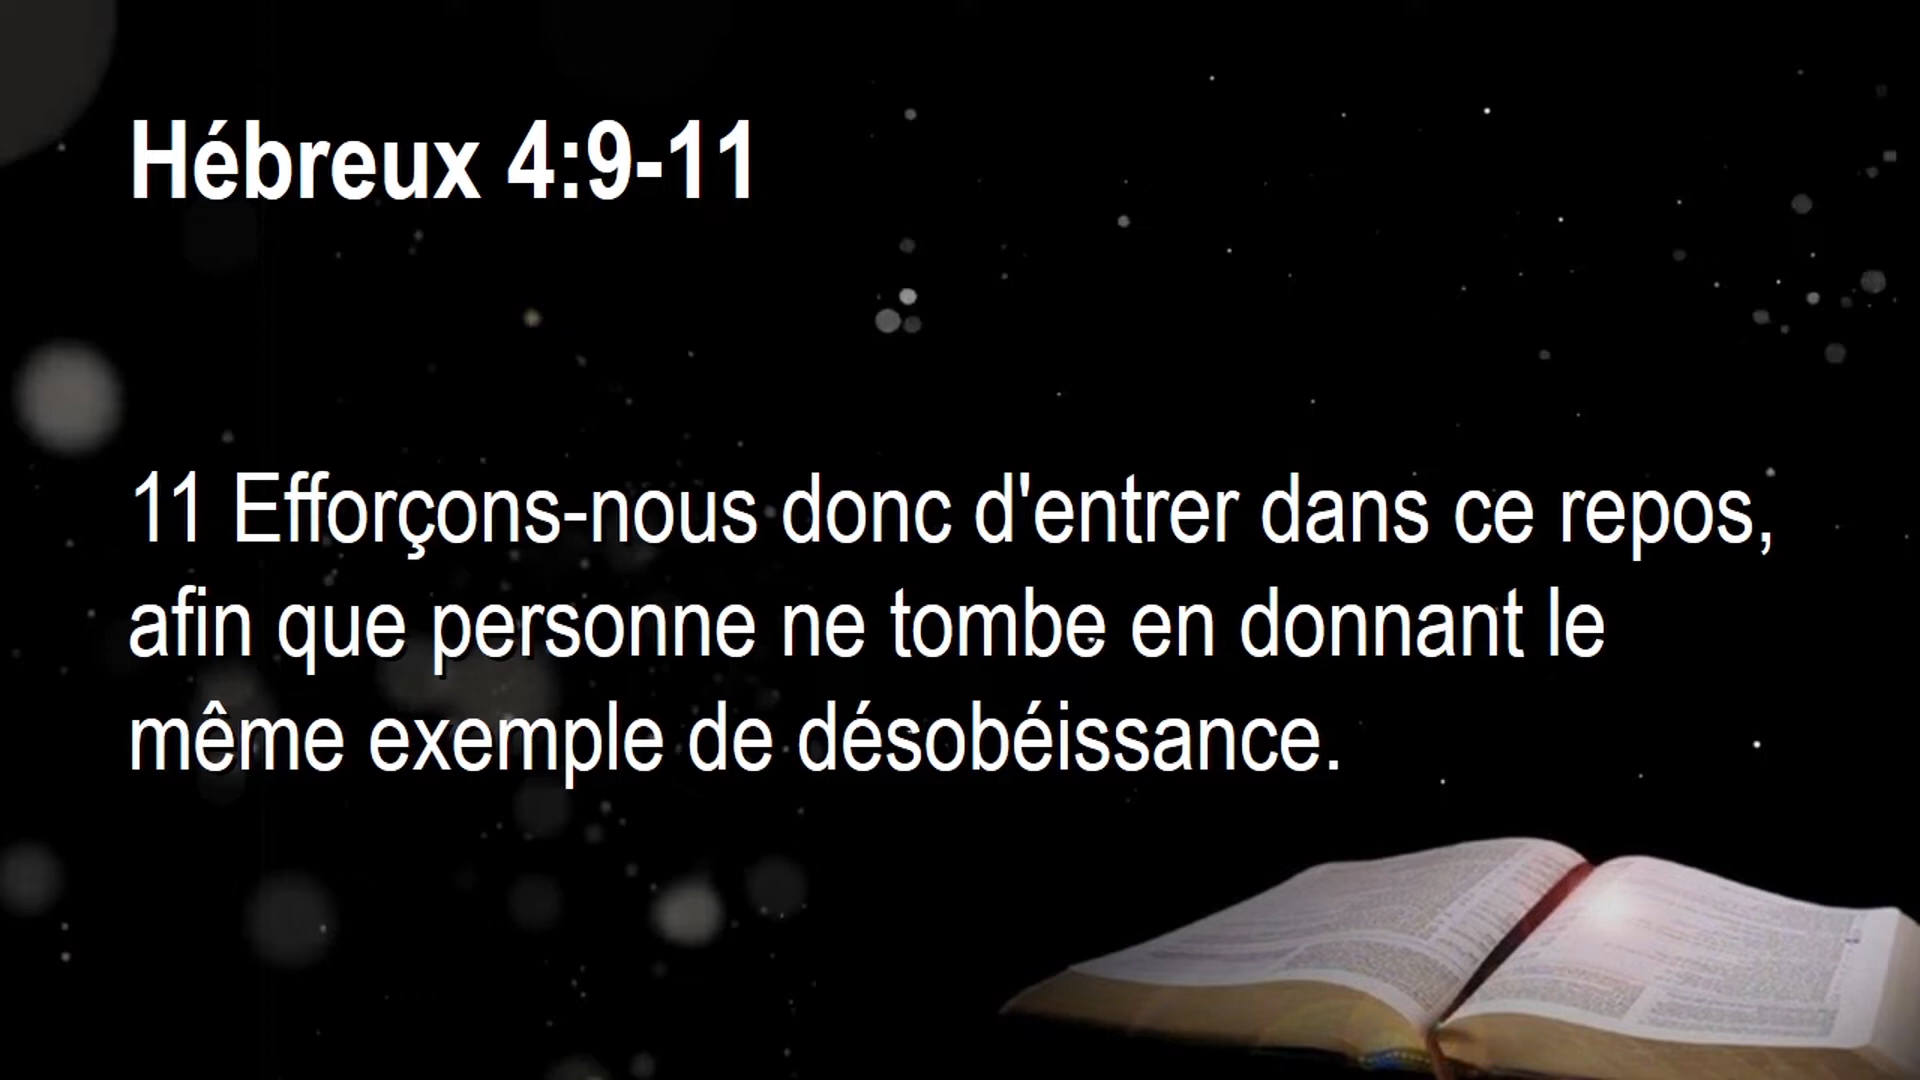 Hébreux 4:9-11
11 Efforçons-nous donc d'entrer dans ce repos,
afin que personne ne tombe en donnant le
même exemple de désobéissance.